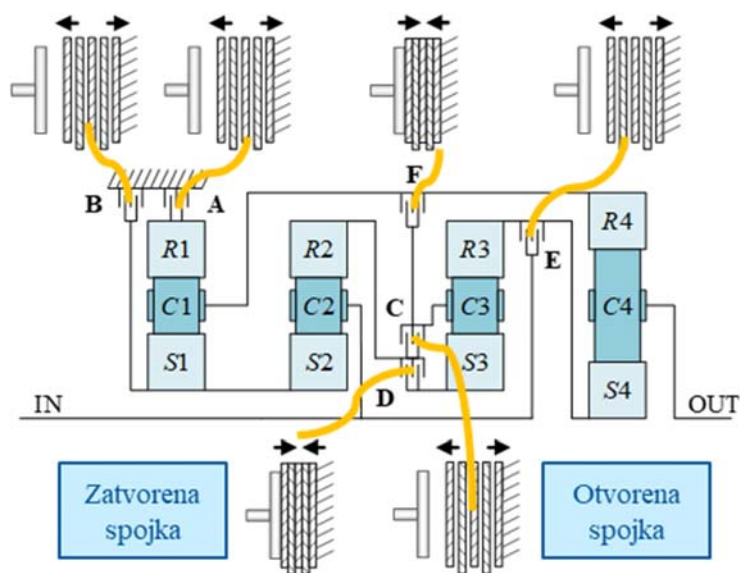 F
B
A
R4
R1
R2
R3
E
C1
C2
C
C3
C4
S1
S2
S3
D
S4
IN
OUT
Zatvorena
spojka
Otvorena
spojka